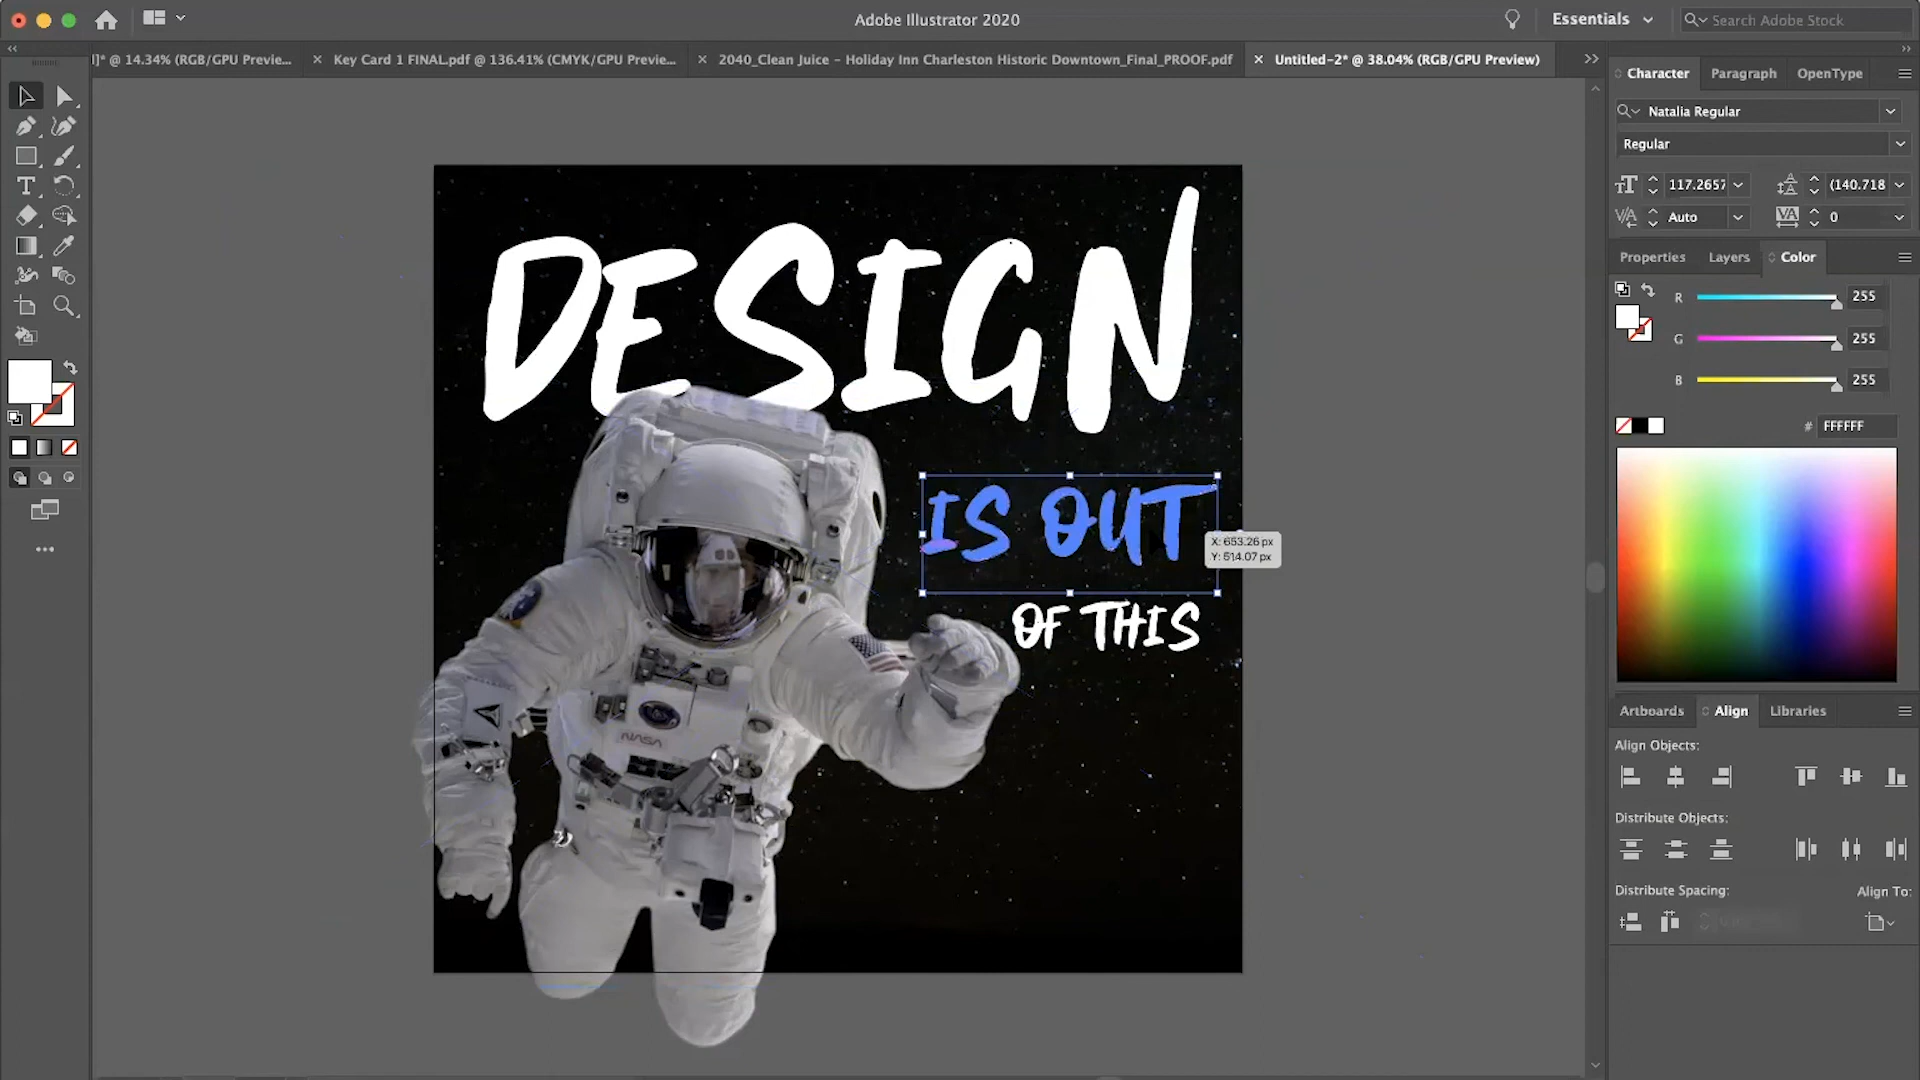 Adobe Illustrator 2020
Essentials
Search Adobe Stock
]* @ 14.34% (RGB/GPU Previe...
Key Card 1 FINAL.pdf @ 136.41% (CMYK/GPU Previe...
2040_Clean Juice - Holiday Inn Charleston Historic Downtown_Final_PROOF.pdf
Untitled-2* @ 38.04% (RGB/GPU Preview)
Character
Paragraph
OpenType
Natalia Regular
Regular
117.2657
(140.718
Auto
0
Properties
Layers
Color
R
255
G
255
B
255
# FFFFFF
Artboards
Align
Libraries
Align Objects:
Distribute Objects:
Distribute Spacing:
Align To:
DESIGN
IS OUT
X: 653.26 px
Y: 514.07 px
OF THIS
NASA